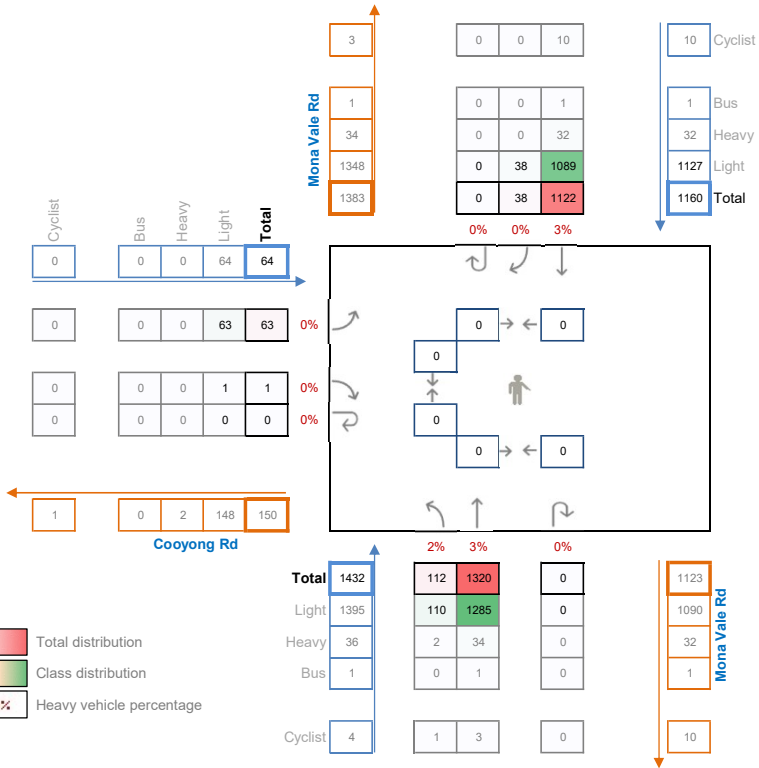 3 0 0 10 10 Cyclist
Mona Vale Rd
1 0 0 1 1 Bus
34 0 0 32 32 Heavy
1348 0 38 1089 1127 Light
1383 0 38 1122 1160 Total
0% 0% 3%
Cyclist Bus Heavy Light Total
0 0 0 64 64
0 0 0 63 63 0%
0 0
0
0 0 0 1 1 0%
0 0 0 0 0 0%
0
0 0
1 0 2 148 150
Cooyong Rd
2% 3% 0%
Total 1432 112 1320 0 1123
Light 1395 110 1285 0 1090
Heavy 36 2 34 0 32
Bus 1 0 1 0 1
Mona Vale Rd
Cyclist 4 1 3 0 10
Total distribution
Class distribution
% Heavy vehicle percentage